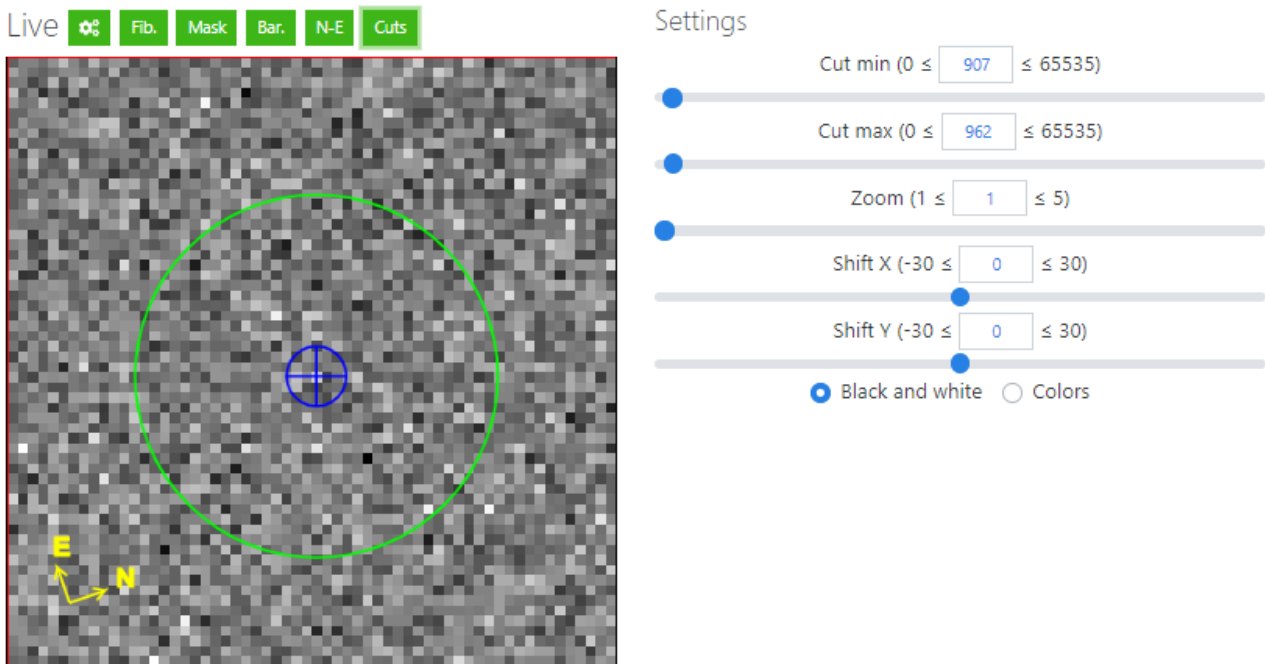 Live Fib. Mask Bar. N-E Cuts
E
N
Settings
Cut min (0 ≤ 907 ≤ 65535)
Cut max (0 ≤ 962 ≤ 65535)
Zoom (1 ≤ 1 ≤ 5)
Shift X (-30 ≤ 0 ≤ 30)
Shift Y (-30 ≤ 0 ≤ 30)
Black and white Colors